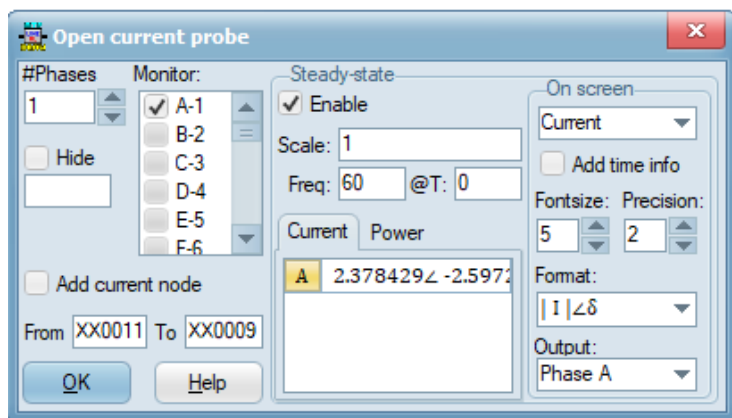 Open current probe
#Phases
1
Hide
Monitor:
A-1
B-2
C-3
D-4
E-5
F-6
Add current node
From XX0011 To XX0009
OK
Help
Steady-state
Enable
Scale: 1
Freq: 60 @T: 0
Current Power
A 2.378429∠ -2.5972
On screen
Current
Add time info
Fontsize: Precision:
5 2
Format:
| I |∠δ
Output:
Phase A